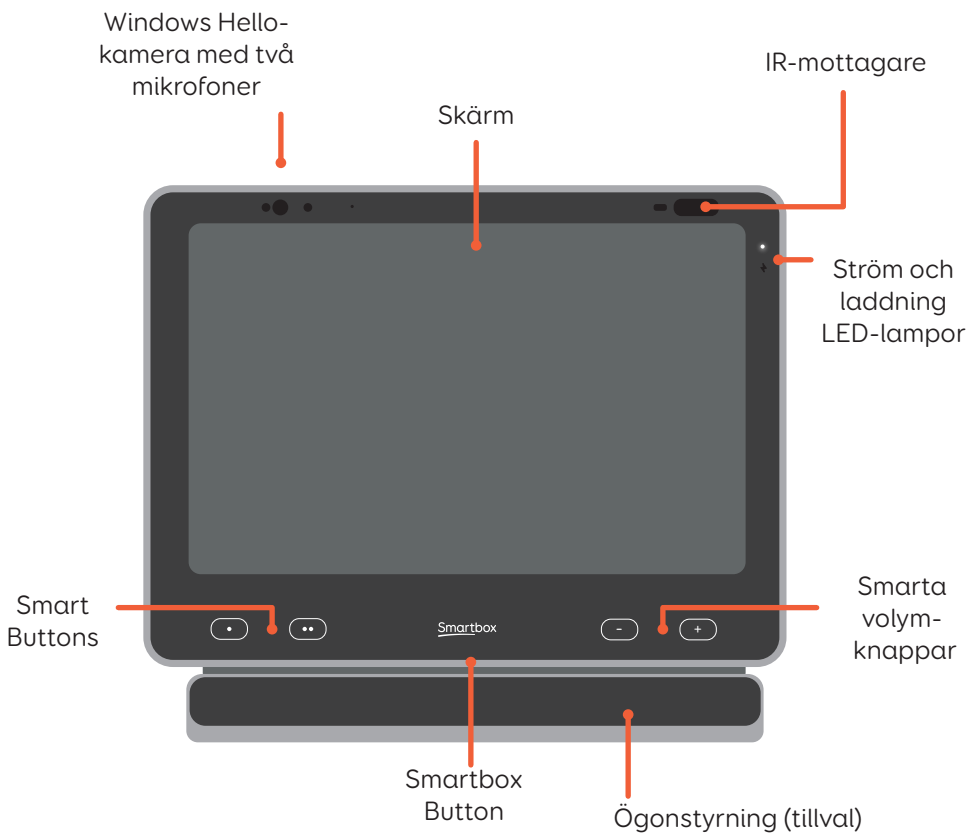 Windows Hello-
kamera med två
mikrofoner
IR-mottagare
Skärm
Ström och
laddning
LED-lampor
Smart
Buttons
Smartbox
-
+
Smarta
volym-
knappar
Smartbox
Button
Ögonstyrning (tillval)